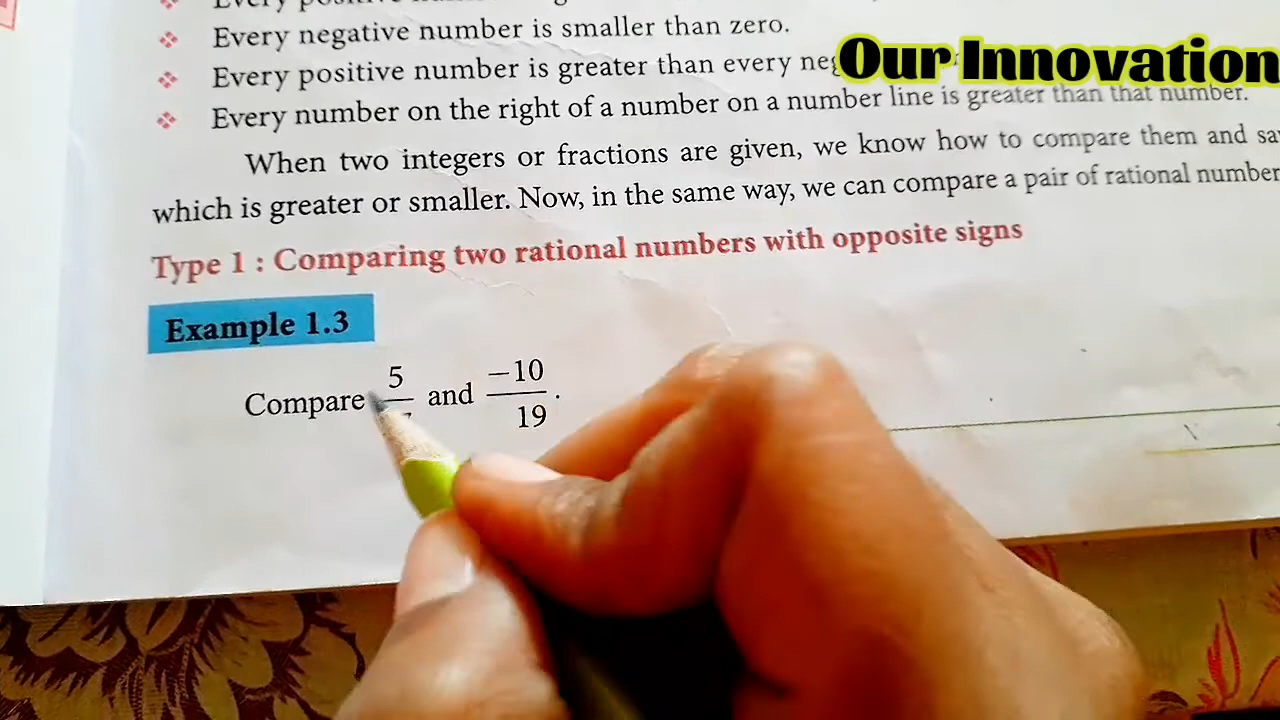 Every
Every negative number is smaller than zero.
Our Innovation
Every positive number is greater than every
Every number on the right of a number on a number line is greater than that number.
When two integers or fractions are given, we know how to compare them and
which is greater or smaller. Now, in the same way, we can compare a pair of rational number
Type 1 : Comparing two rational numbers with opposite signs
Example 1.3
Compare 5 and −10/19.